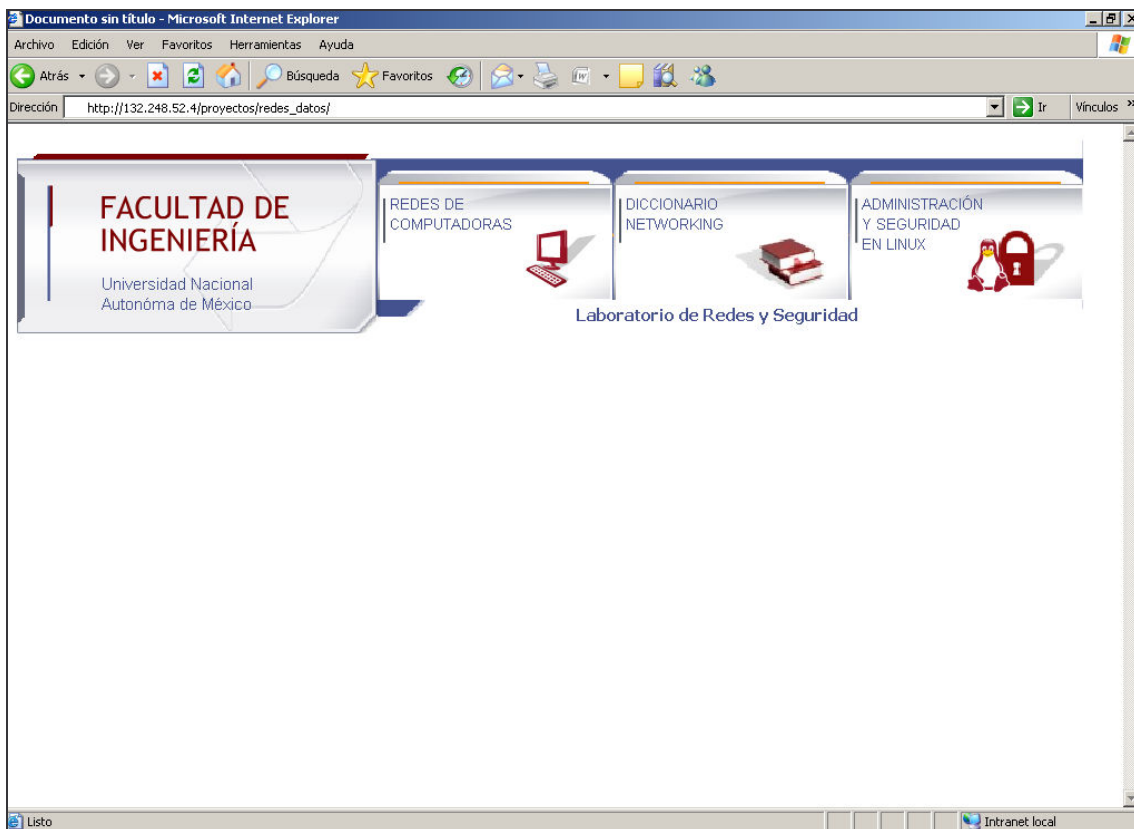 Documento sin título - Microsoft Internet Explorer
Archivo Edición Ver Favoritos Herramientas Ayuda
Atrás Búsqueda Favoritos
Dirección http://132.248.52.4/proyectos/redes_datos/ Ir Vínculos »
FACULTAD DE
INGENIERÍA
Universidad Nacional
Autonóma de México
REDES DE
COMPUTADORAS
DICCIONARIO
NETWORKING
ADMINISTRACIÓN
Y SEGURIDAD
EN LINUX
Laboratorio de Redes y Seguridad
Listo Intranet local